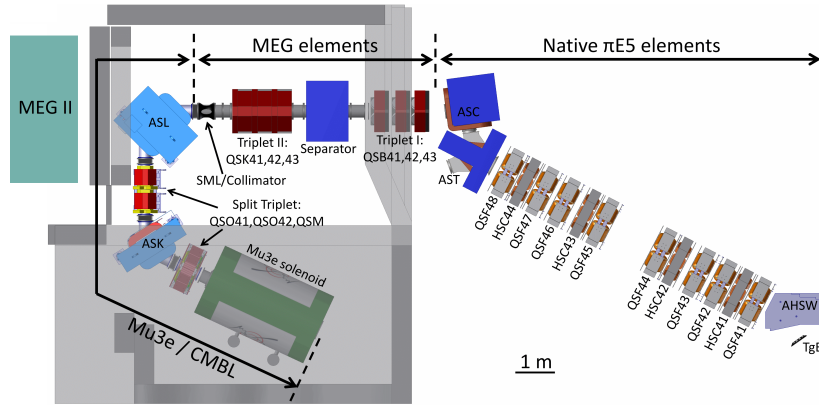 MEG elements
Native πE5 elements
MEG II
ASL
Triplet II:
QSK41,42,43
Separator
Triplet I:
QSB41,42,43
ASC
AST
SML/Collimator
Split Triplet:
QSO41,QSO42,QSM
ASK
Mu3e solenoid
Mu3e / CMBL
QSF48
HSC44
QSF47
QSF46
HSC43
QSF45
QSF44
HSC42
QSF43
QSF42
HSC41
QSF41
AHSW
TgE
1 m